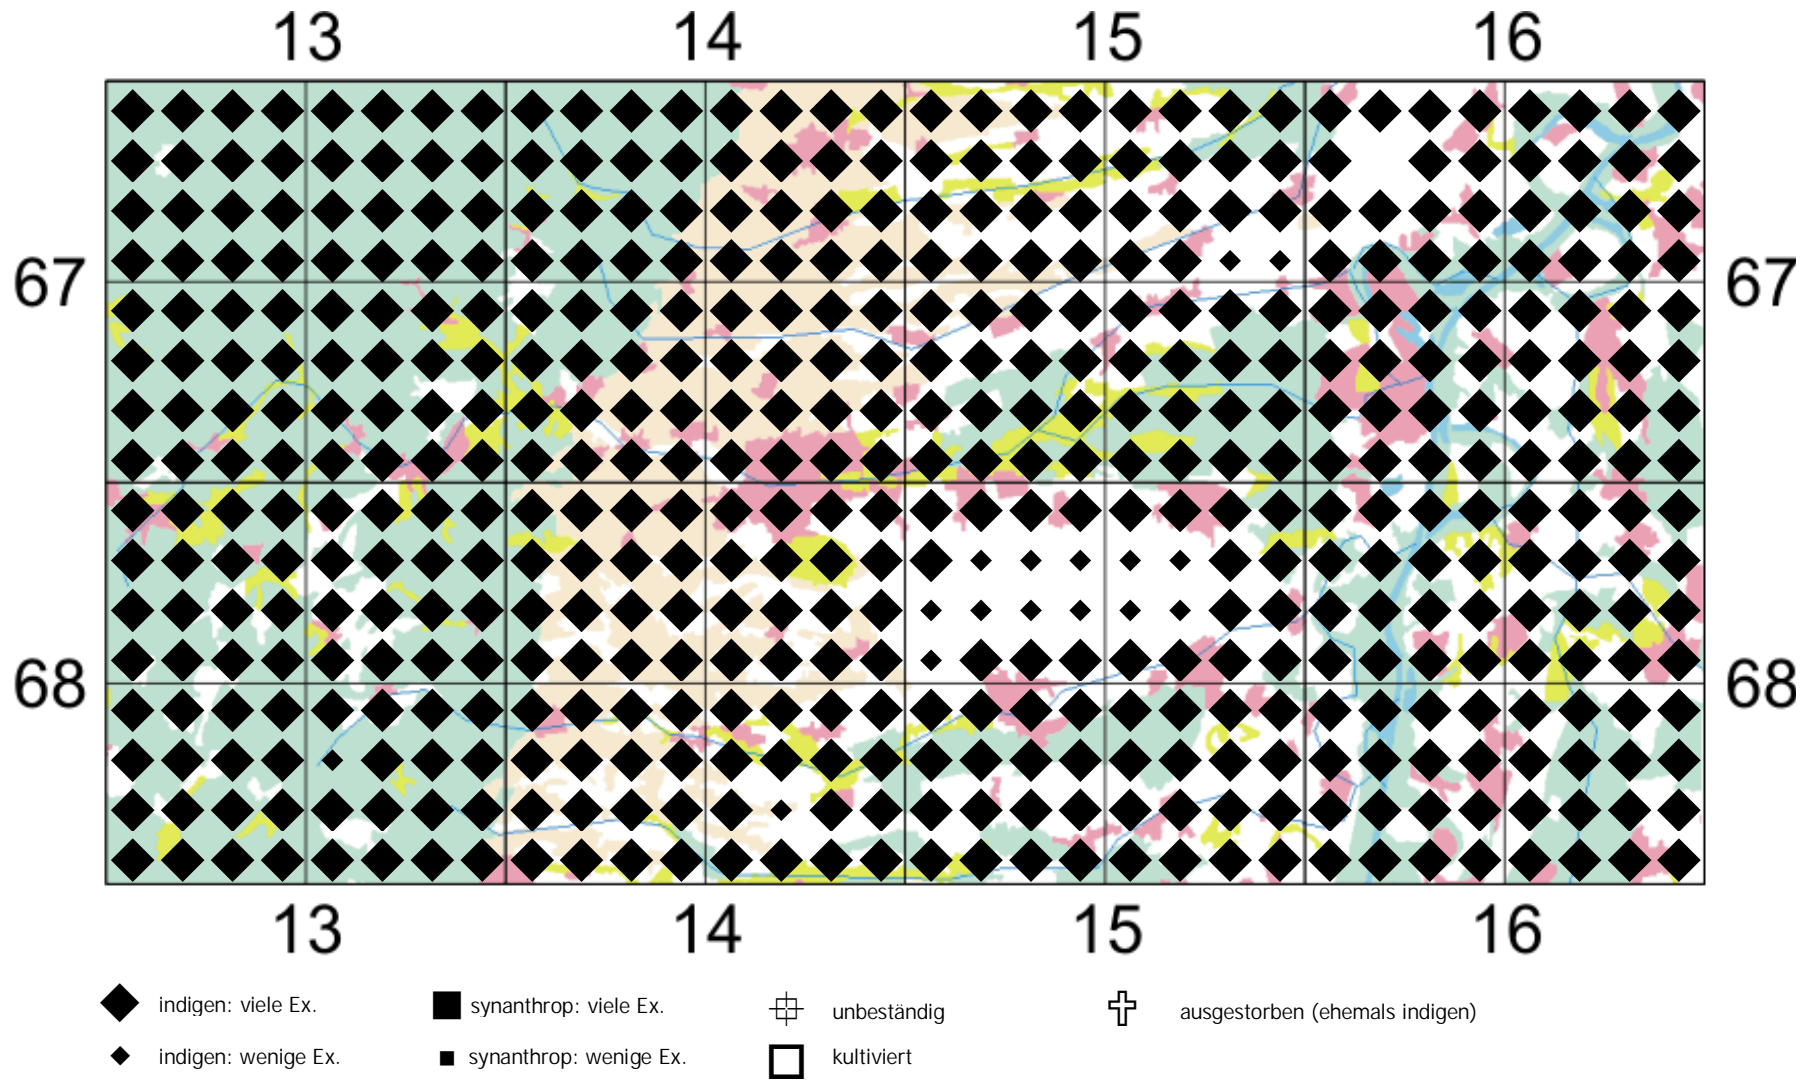 13 14 15 16
67 67
68 68
13 14 15 16
indigen: viele Ex. synanthrop: viele Ex. unbeständig ausgestorben (ehemals indigen)
indigen: wenige Ex. synanthrop: wenige Ex. kultiviert